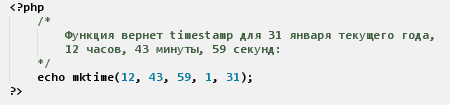 <?php
/*
Функция вернет timestamp для 31 января текущего года,
12 часов, 43 минуты, 59 секунд:
*/
echo mktime(12, 43, 59, 1, 31);
?>